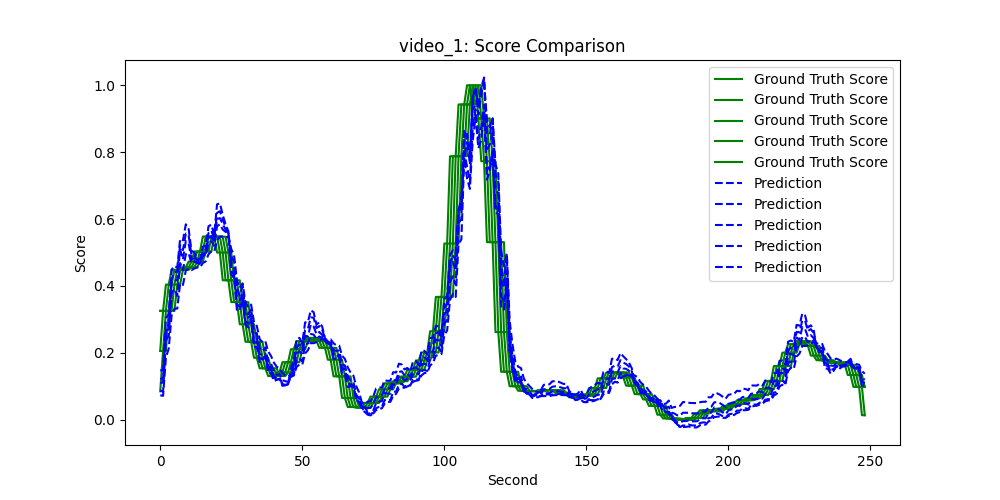 video_1: Score Comparison
Ground Truth Score
Ground Truth Score
Ground Truth Score
Ground Truth Score
Ground Truth Score
Prediction
Prediction
Prediction
Prediction
Prediction
1.0
0.8
0.6
0.4
0.2
0.0
Score
0 50 100 150 200 250
Second